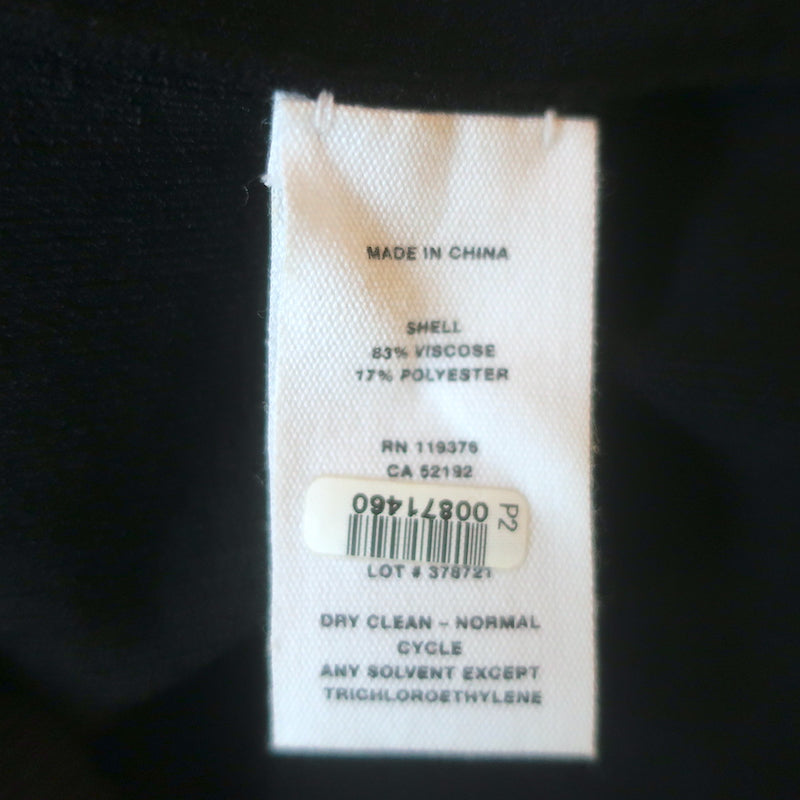 MADE IN CHINA
SHELL
83% VISCOSE
17% POLYESTER
RN 119376
CA 52192
00871460
P2
LOT # 378721
DRY CLEAN - NORMAL
CYCLE
ANY SOLVENT EXCEPT
TRICHLOROETHYLENE